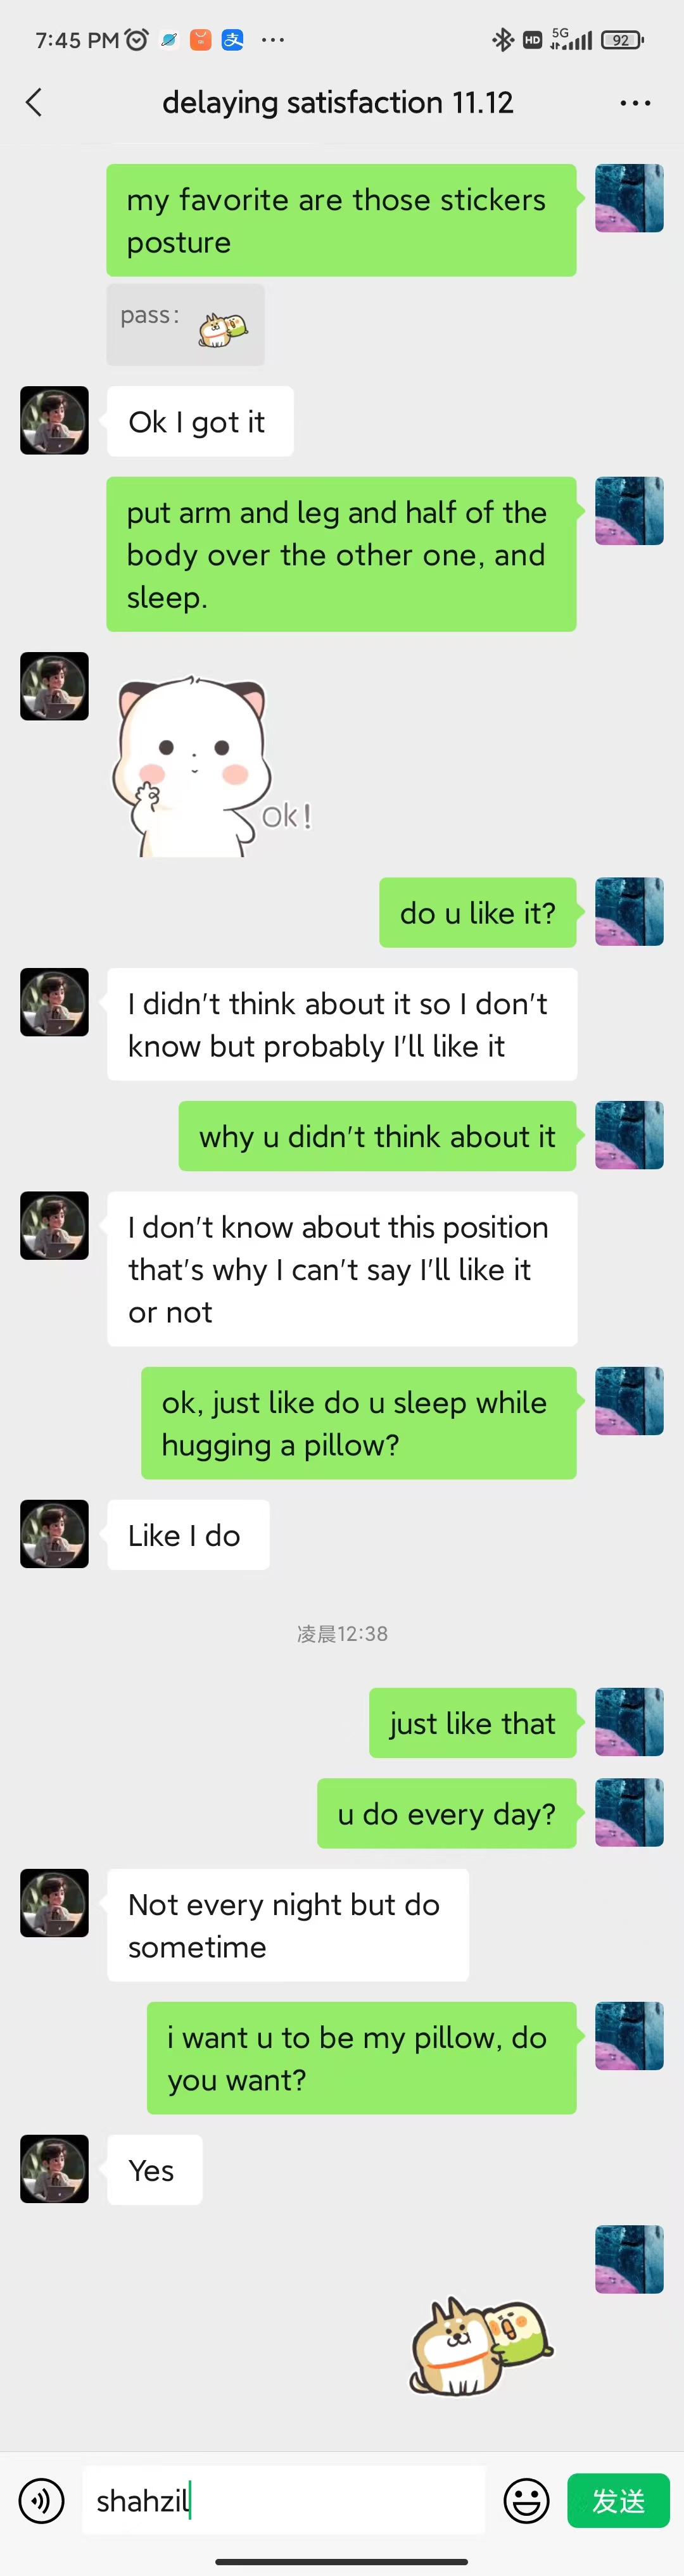 7:45 PM
支
HD
5G
92
delaying satisfaction 11.12
my favorite are those stickers
posture
pass:
Ok I got it
put arm and leg and half of the
body over the other one, and
sleep.
ok!
do u like it?
I didn't think about it so I don't
know but probably I'll like it
why u didn't think about it
I don't know about this position
that's why I can't say I'll like it
or not
ok, just like do u sleep while
hugging a pillow?
Like I do
凌晨12:38
just like that
u do every day?
Not every night but do
sometime
i want u to be my pillow, do
you want?
Yes
shahzil
发送